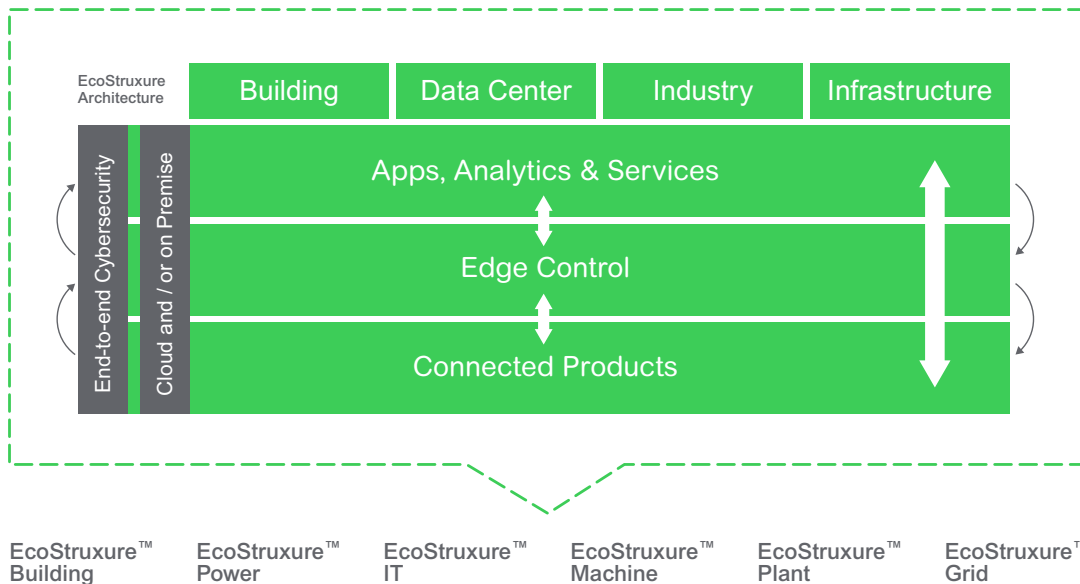 EcoStruxure
Architecture
Building
Data Center
Industry
Infrastructure
End-to-end Cybersecurity
Cloud and / or on Premise
Apps, Analytics & Services
Edge Control
Connected Products
EcoStruxure™
Building
EcoStruxure™
Power
EcoStruxure™
IT
EcoStruxure™
Machine
EcoStruxure™
Plant
EcoStruxure™
Grid